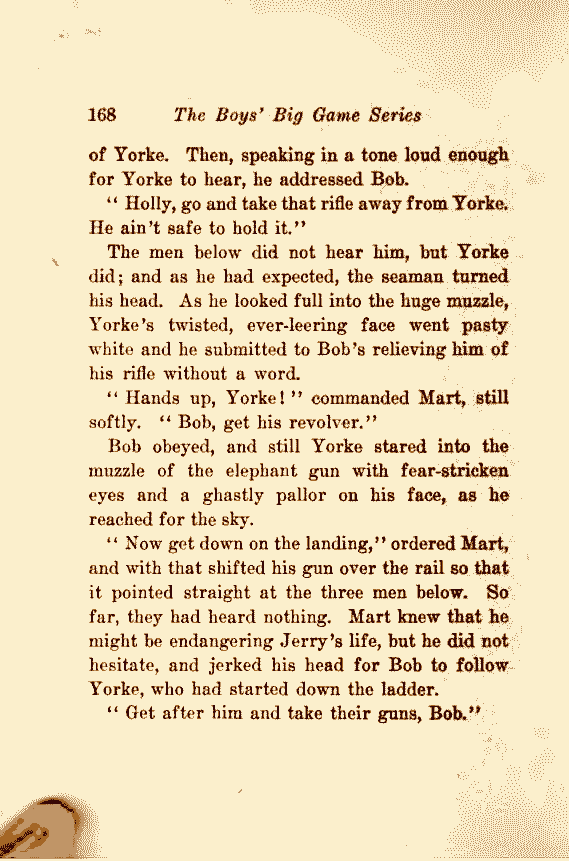 168 The Boys' Big Game Series
of Yorke. Then, speaking in a tone loud enough
for Yorke to hear, he addressed Bob.
" Holly, go and take that rifle away from Yorke.
He ain't safe to hold it."
The men below did not hear him, but Yorke
did; and as he had expected, the seaman turned
his head. As he looked full into the huge muzzle,
Yorke's twisted, ever-leering face went pasty
white and he submitted to Bob's relieving him of
his rifle without a word.
" Hands up, Yorke! " commanded Mart, still
softly. " Bob, get his revolver."
Bob obeyed, and still Yorke stared into the
muzzle of the elephant gun with fear-stricken
eyes and a ghastly pallor on his face, as he
reached for the sky.
" Now get down on the landing," ordered Mart,
and with that shifted his gun over the rail so that
it pointed straight at the three men below. So
far, they had heard nothing. Mart knew that he
might be endangering Jerry's life, but he did not
hesitate, and jerked his head for Bob to follow
Yorke, who had started down the ladder.
" Get after him and take their guns, Bob."